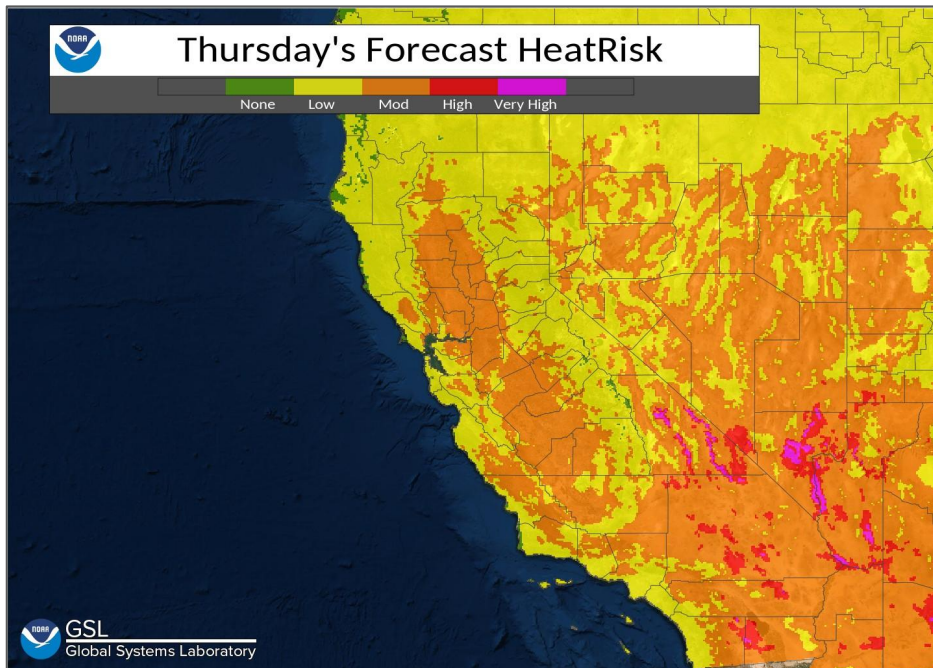 NOAA
Thursday's Forecast HeatRisk
None Low Mod High Very High
NOAA
GSL
Global Systems Laboratory